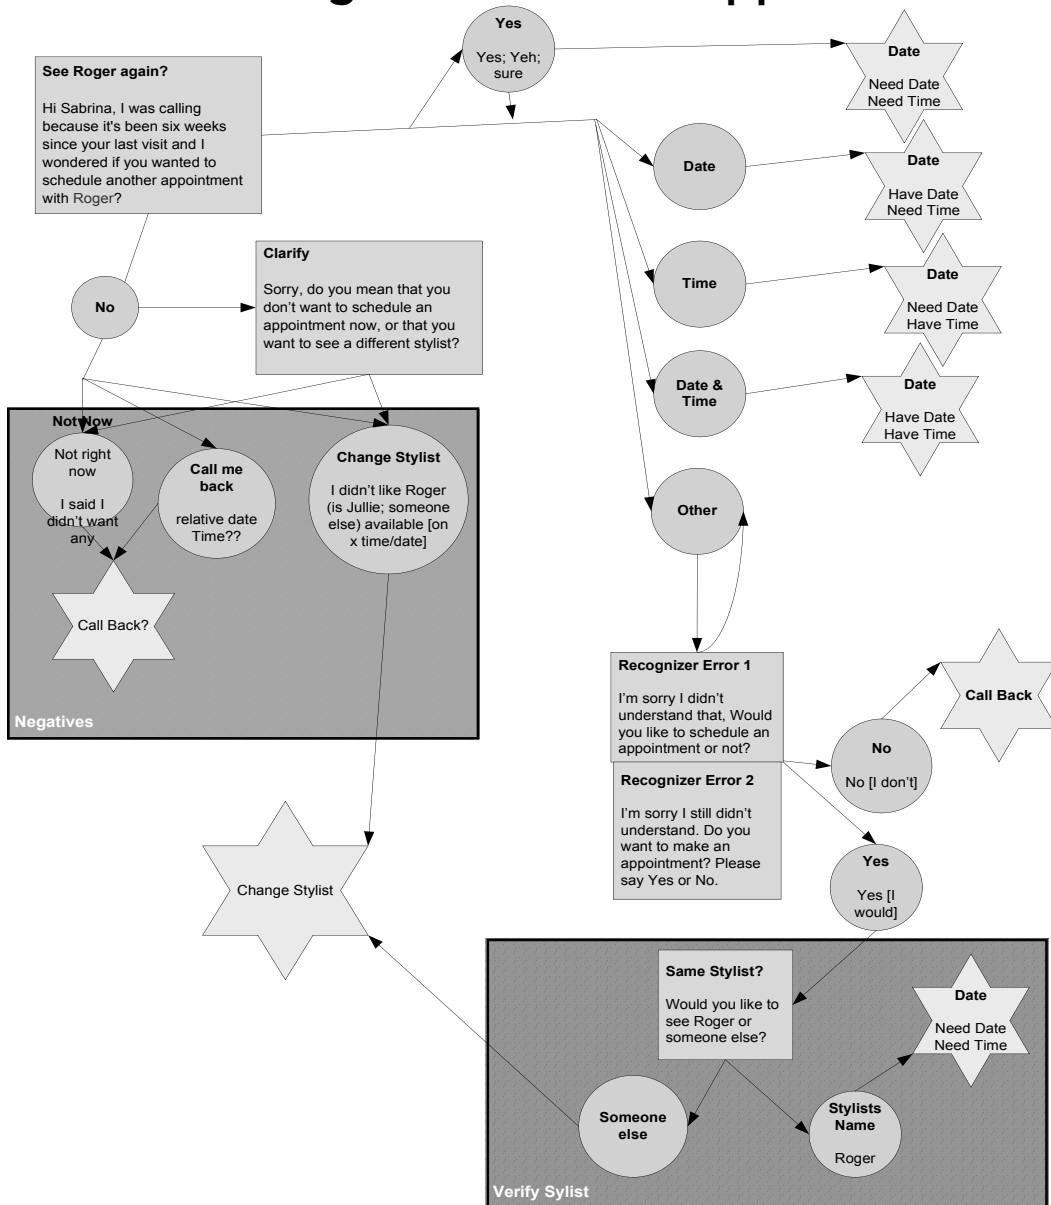 Yes
Yes; Yeh;
sure
Date
Need Date
Need Time
See Roger again?
Hi Sabrina, I was calling
because it's been six weeks
since your last visit and I
wondered if you wanted to
schedule another appointment
with Roger?
Date
Date
Have Date
Need Time
Clarify
Sorry, do you mean that you
don't want to schedule an
appointment now, or that you
want to see a different stylist?
No
Time
Date
Need Date
Have Time
Date &
Time
Date
Have Date
Have Time
Not Now
Not right
now
I said I
didn't want
any
Call me
back
relative date
Time??
Change Stylist
I didn't like Roger
(is Jullie; someone
else) available [on
x time/date]
Other
Call Back?
Negatives
Recognizer Error 1
I'm sorry I didn't
understand that, Would
you like to schedule an
appointment or not?
Call Back
No
No [I don't]
Recognizer Error 2
I'm sorry I still didn't
understand. Do you
want to make an
appointment? Please
say Yes or No.
Yes
Yes [I
would]
Change Stylist
Same Stylist?
Would you like to
see Roger or
someone else?
Date
Need Date
Need Time
Someone
else
Stylists
Name
Roger
Verify Sylist